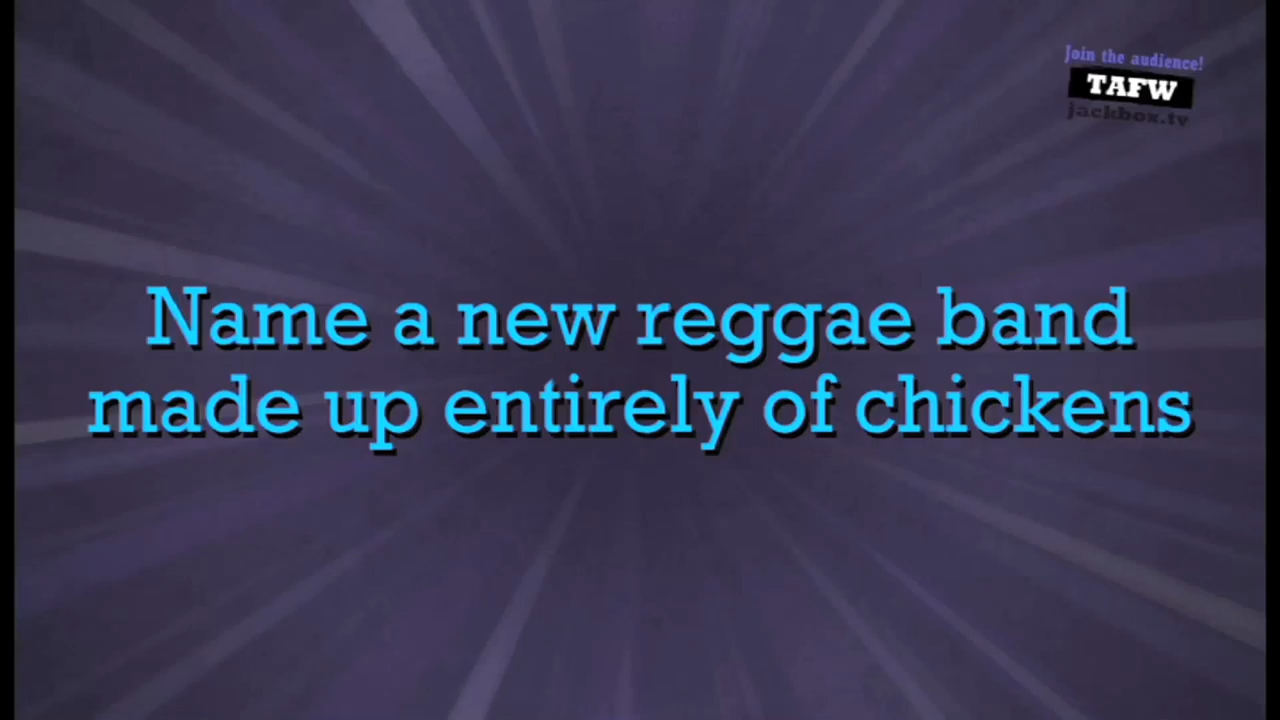 Join the audience!
TAFW
jackbox.tv
Name a new reggae band
made up entirely of chickens